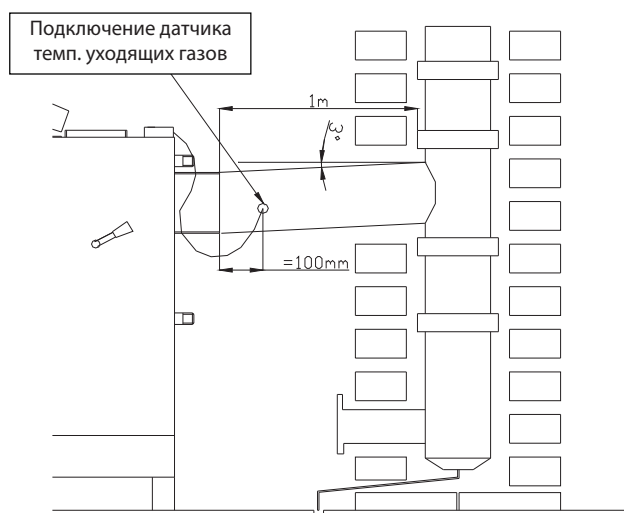 Подключение датчика
темп. уходящих газов
1m
3°
=100mm